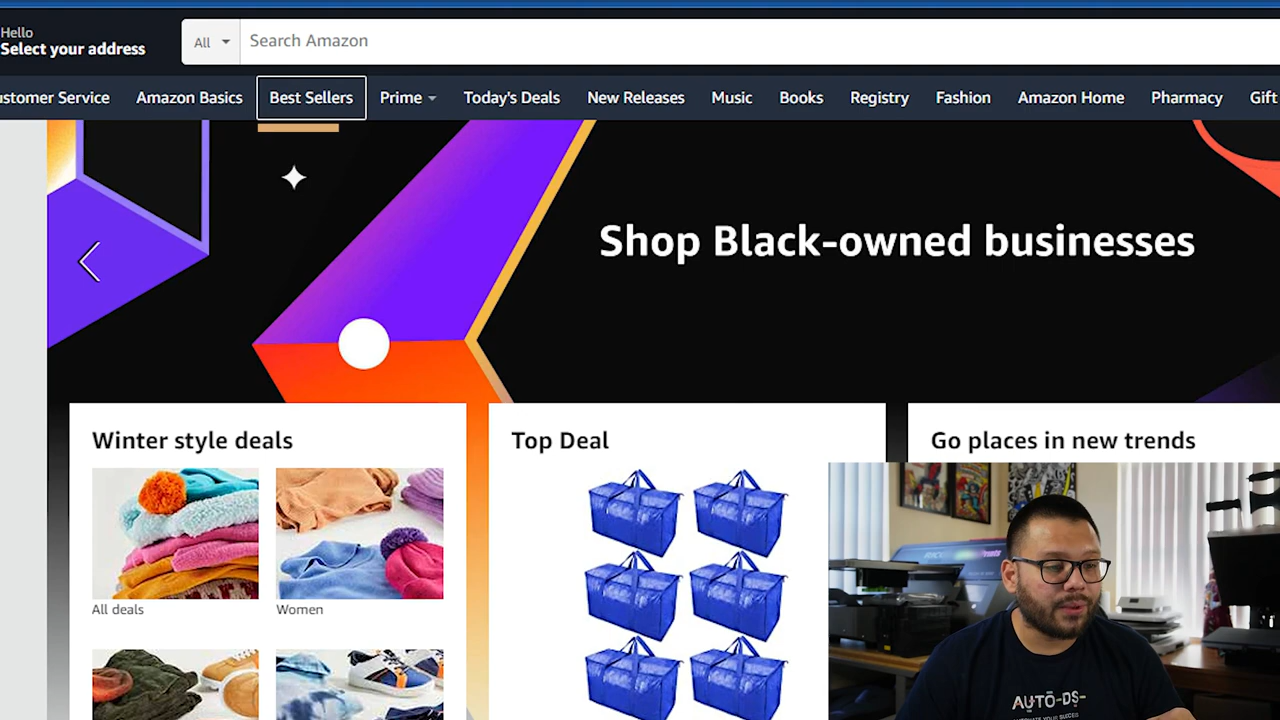 Hello
Select your address
All
Search Amazon
ustomer Service
Amazon Basics
Best Sellers
Prime
Today's Deals
New Releases
Music
Books
Registry
Fashion
Amazon Home
Pharmacy
Gift
Shop Black-owned businesses
Winter style deals
Top Deal
Go places in new trends
All deals
Women
AUTO-DS-